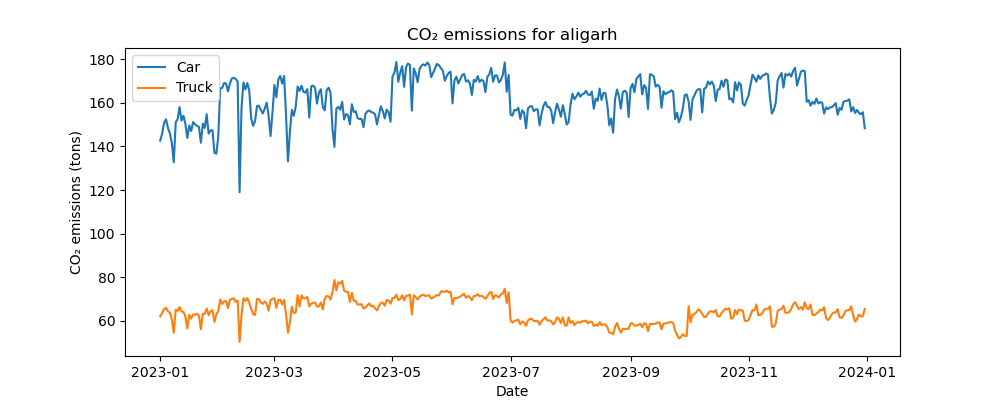 CO₂ emissions for aligarh
Car
Truck
CO₂ emissions (tons)
180
160
140
120
100
80
60
2023-01
2023-03
2023-05
2023-07
2023-09
2023-11
2024-01
Date